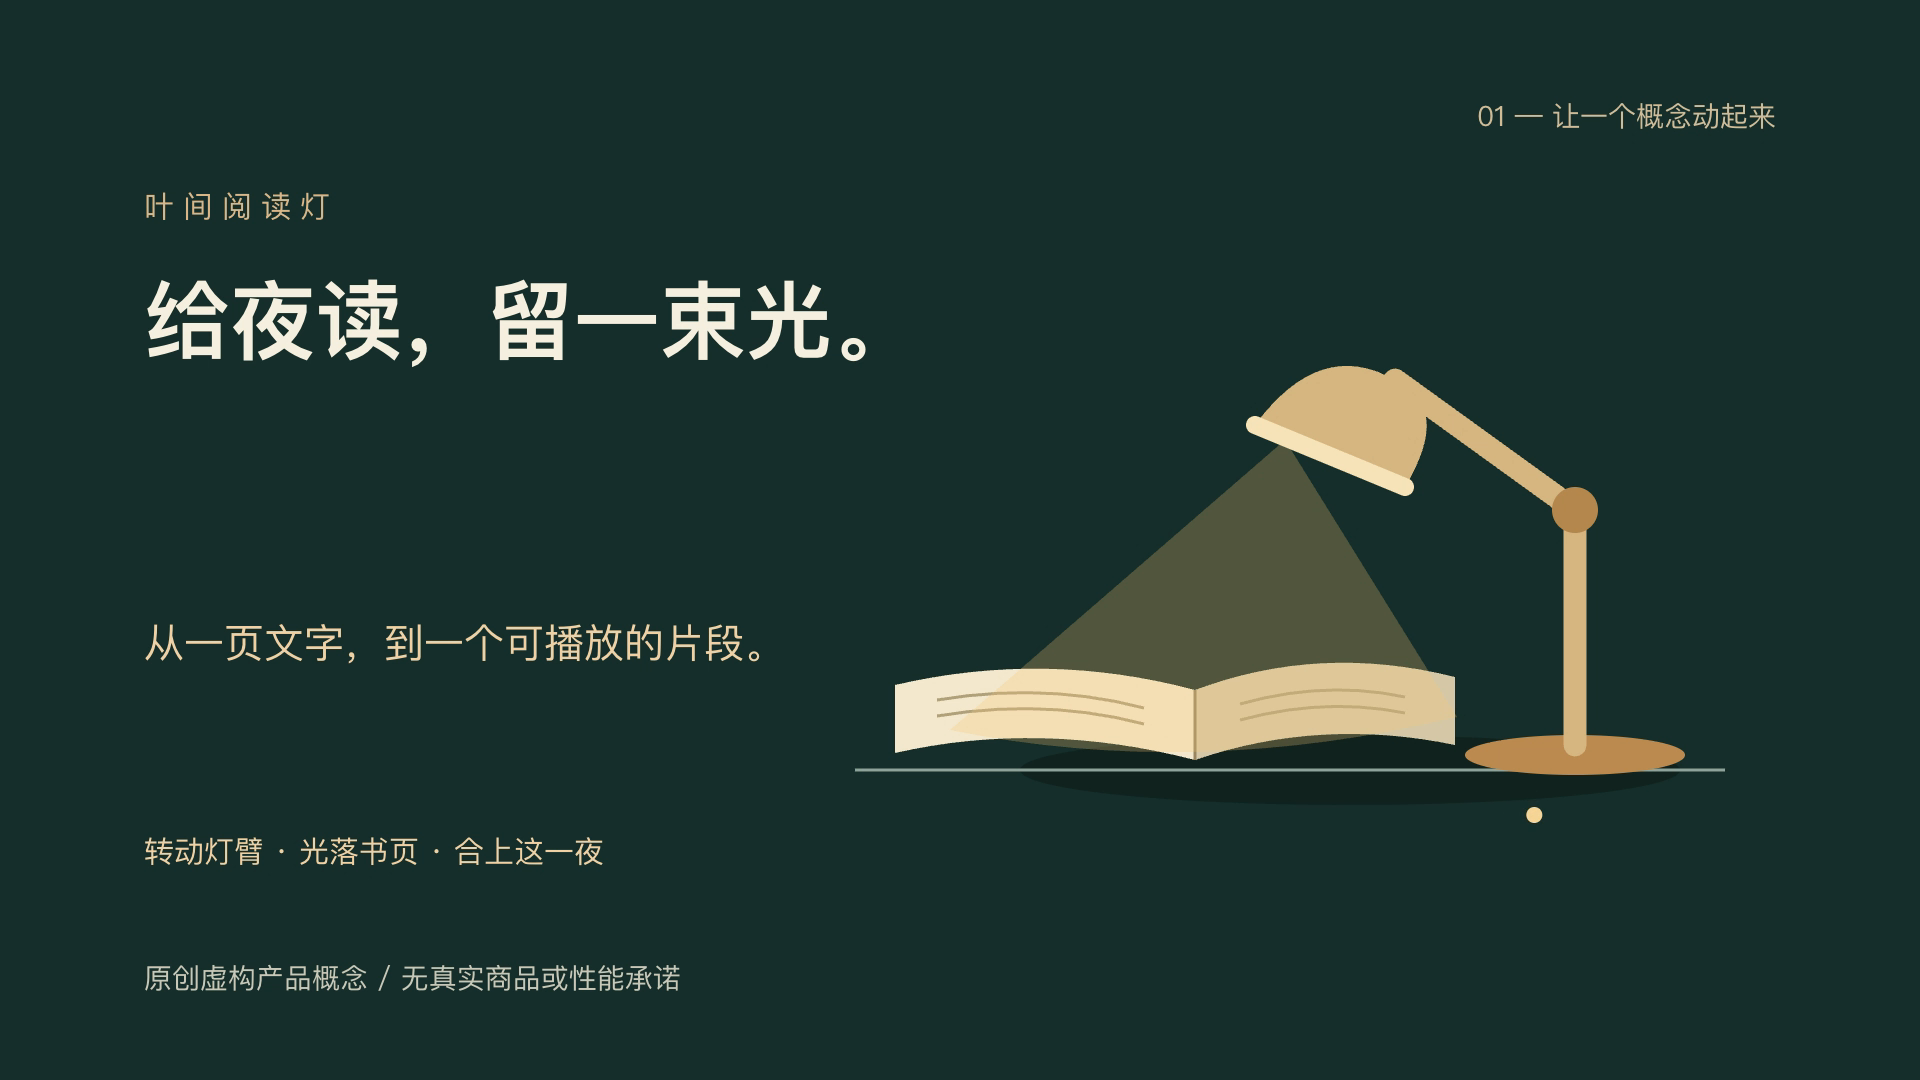 01 — 让一个概念动起来
叶间阅读灯
给夜读，留一束光。
从一页文字，到一个可播放的片段。
转动灯臂 · 光落书页 · 合上这一夜
原创虚构产品概念 / 无真实商品或性能承诺